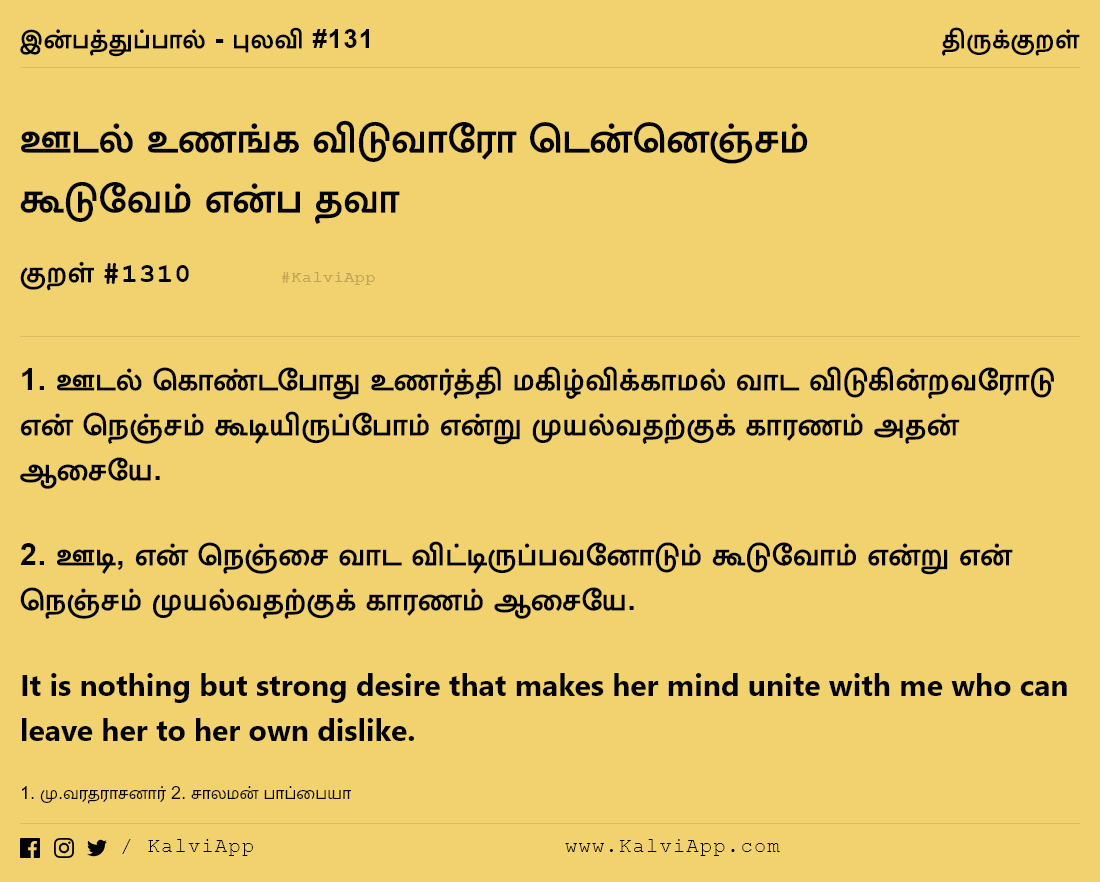 இன்பத்துப்பால் - புலவி #131
திருக்குறள்
ஊடல் உணங்க விடுவாரோ டென்னெஞ்சம்
கூடுவேம் என்ப தவா
குறள் #1310
#KalviApp
1. ஊடல் கொண்டபோது உணர்த்தி மகிழ்விக்காமல் வாட விடுகின்றவரோடு
என் நெஞ்சம் கூடியிருப்போம் என்று முயல்வதற்குக் காரணம் அதன்
ஆசையே.
2. ஊடி, என் நெஞ்சை வாட விட்டிருப்பவனோடும் கூடுவோம் என்று என்
நெஞ்சம் முயல்வதற்குக் காரணம் ஆசையே.
It is nothing but strong desire that makes her mind unite with me who can
leave her to her own dislike.
1. மு.வரதராசனார் 2. சாலமன் பாப்பையா
/ KalviApp
www.KalviApp.com